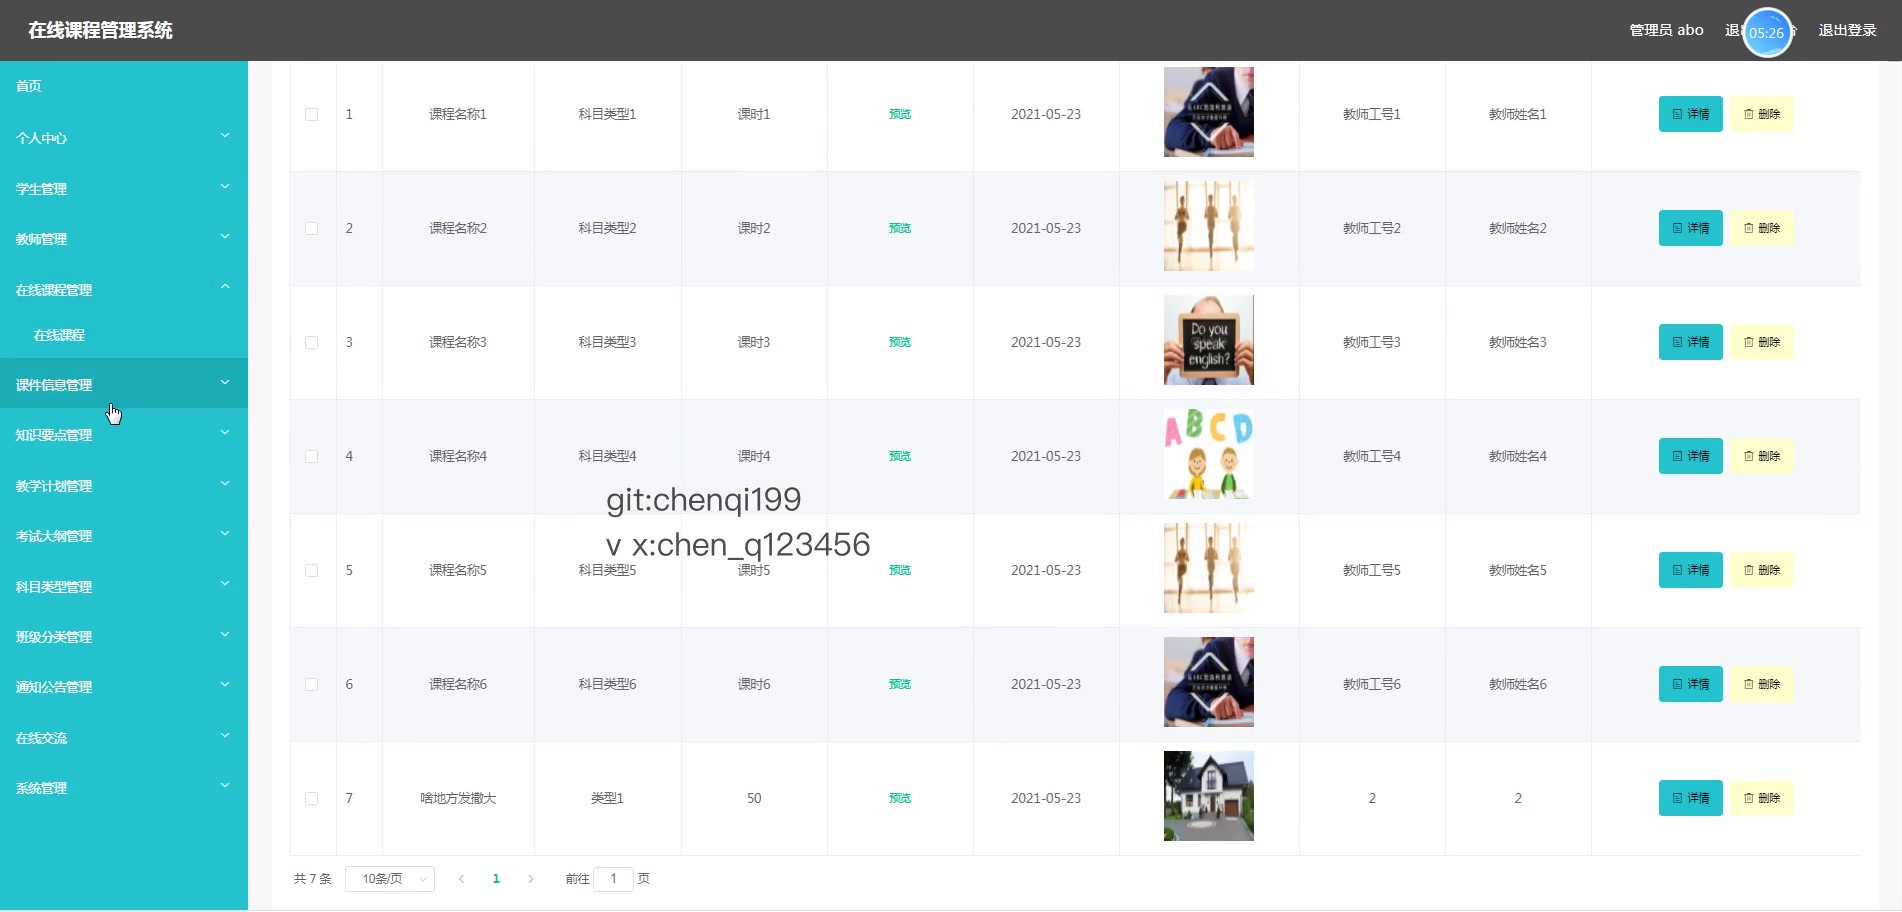 在线课程管理系统
管理员 abo
05:26
退出登录
首页
个人中心
学生管理
教师管理
在线课程管理
在线课程
课件信息管理
知识要点管理
教学计划管理
考试大纲管理
科目类型管理
班级分类管理
通知公告管理
在线交流
系统管理
1 课程名称1 科目类型1 课时1 预览 2021-05-23 教师工号1 教师姓名1 详情 删除
2 课程名称2 科目类型2 课时2 预览 2021-05-23 教师工号2 教师姓名2 详情 删除
3 课程名称3 科目类型3 课时3 预览 2021-05-23 Do you speak english? 教师工号3 教师姓名3 详情 删除
4 课程名称4 科目类型4 课时4 预览 2021-05-23 ABCD 教师工号4 教师姓名4 详情 删除
git:chenqi199
v x:chen_q123456
5 课程名称5 科目类型5 课时5 预览 2021-05-23 教师工号5 教师姓名5 详情 删除
6 课程名称6 科目类型6 课时6 预览 2021-05-23 教师工号6 教师姓名6 详情 删除
7 啥地方发撒大 类型1 50 预览 2021-05-23 2 2 详情 删除
共 7 条 10条/页 1 前往 1 页